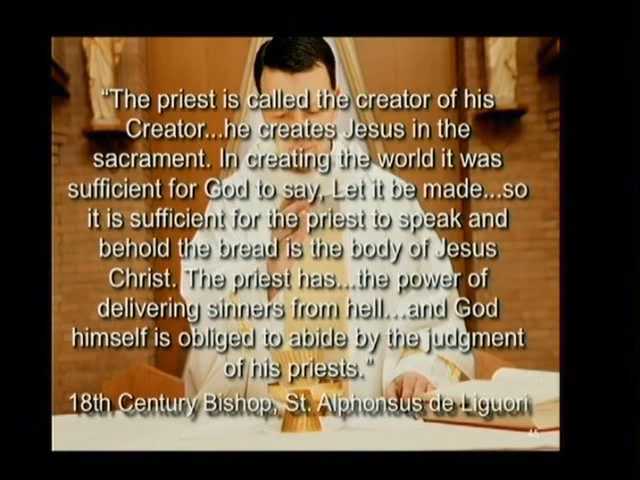 “The priest is called the creator of his
Creator...he creates Jesus in the
sacrament. In creating the world it was
sufficient for God to say, Let it be made...so
it is sufficient for the priest to speak and
behold the bread is the body of Jesus
Christ. The priest has...the power of
delivering sinners from hell...and God
himself is obliged to abide by the judgment
of his priests.”
18th Century Bishop, St. Alphonsus de Liguori
45